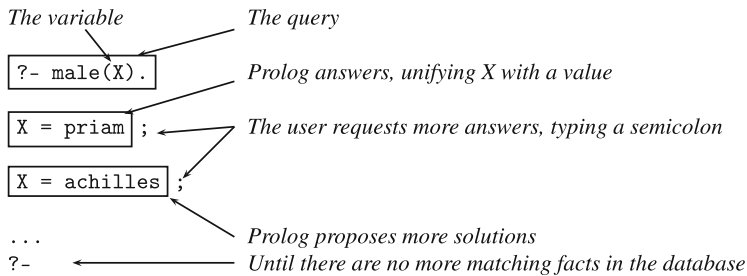 The variable The query
?- male(X).
Prolog answers, unifying X with a value
X = priam ;
The user requests more answers, typing a semicolon
X = achilles ;
Prolog proposes more solutions
...
?- Until there are no more matching facts in the database